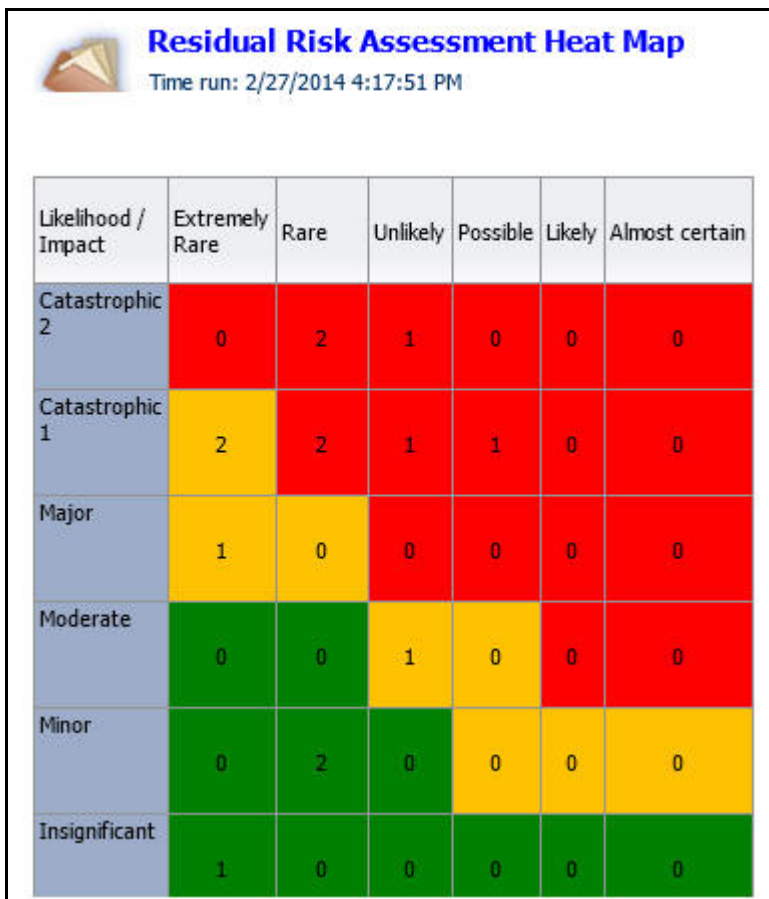 Residual Risk Assessment Heat Map
Time run: 2/27/2014 4:17:51 PM
Likelihood / Impact Extremely Rare Rare Unlikely Possible Likely Almost certain
Catastrophic 2 0 2 1 0 0 0
Catastrophic 1 2 2 1 1 0 0
Major 1 0 0 0 0 0
Moderate 0 0 1 0 0 0
Minor 0 2 0 0 0 0
Insignificant 1 0 0 0 0 0